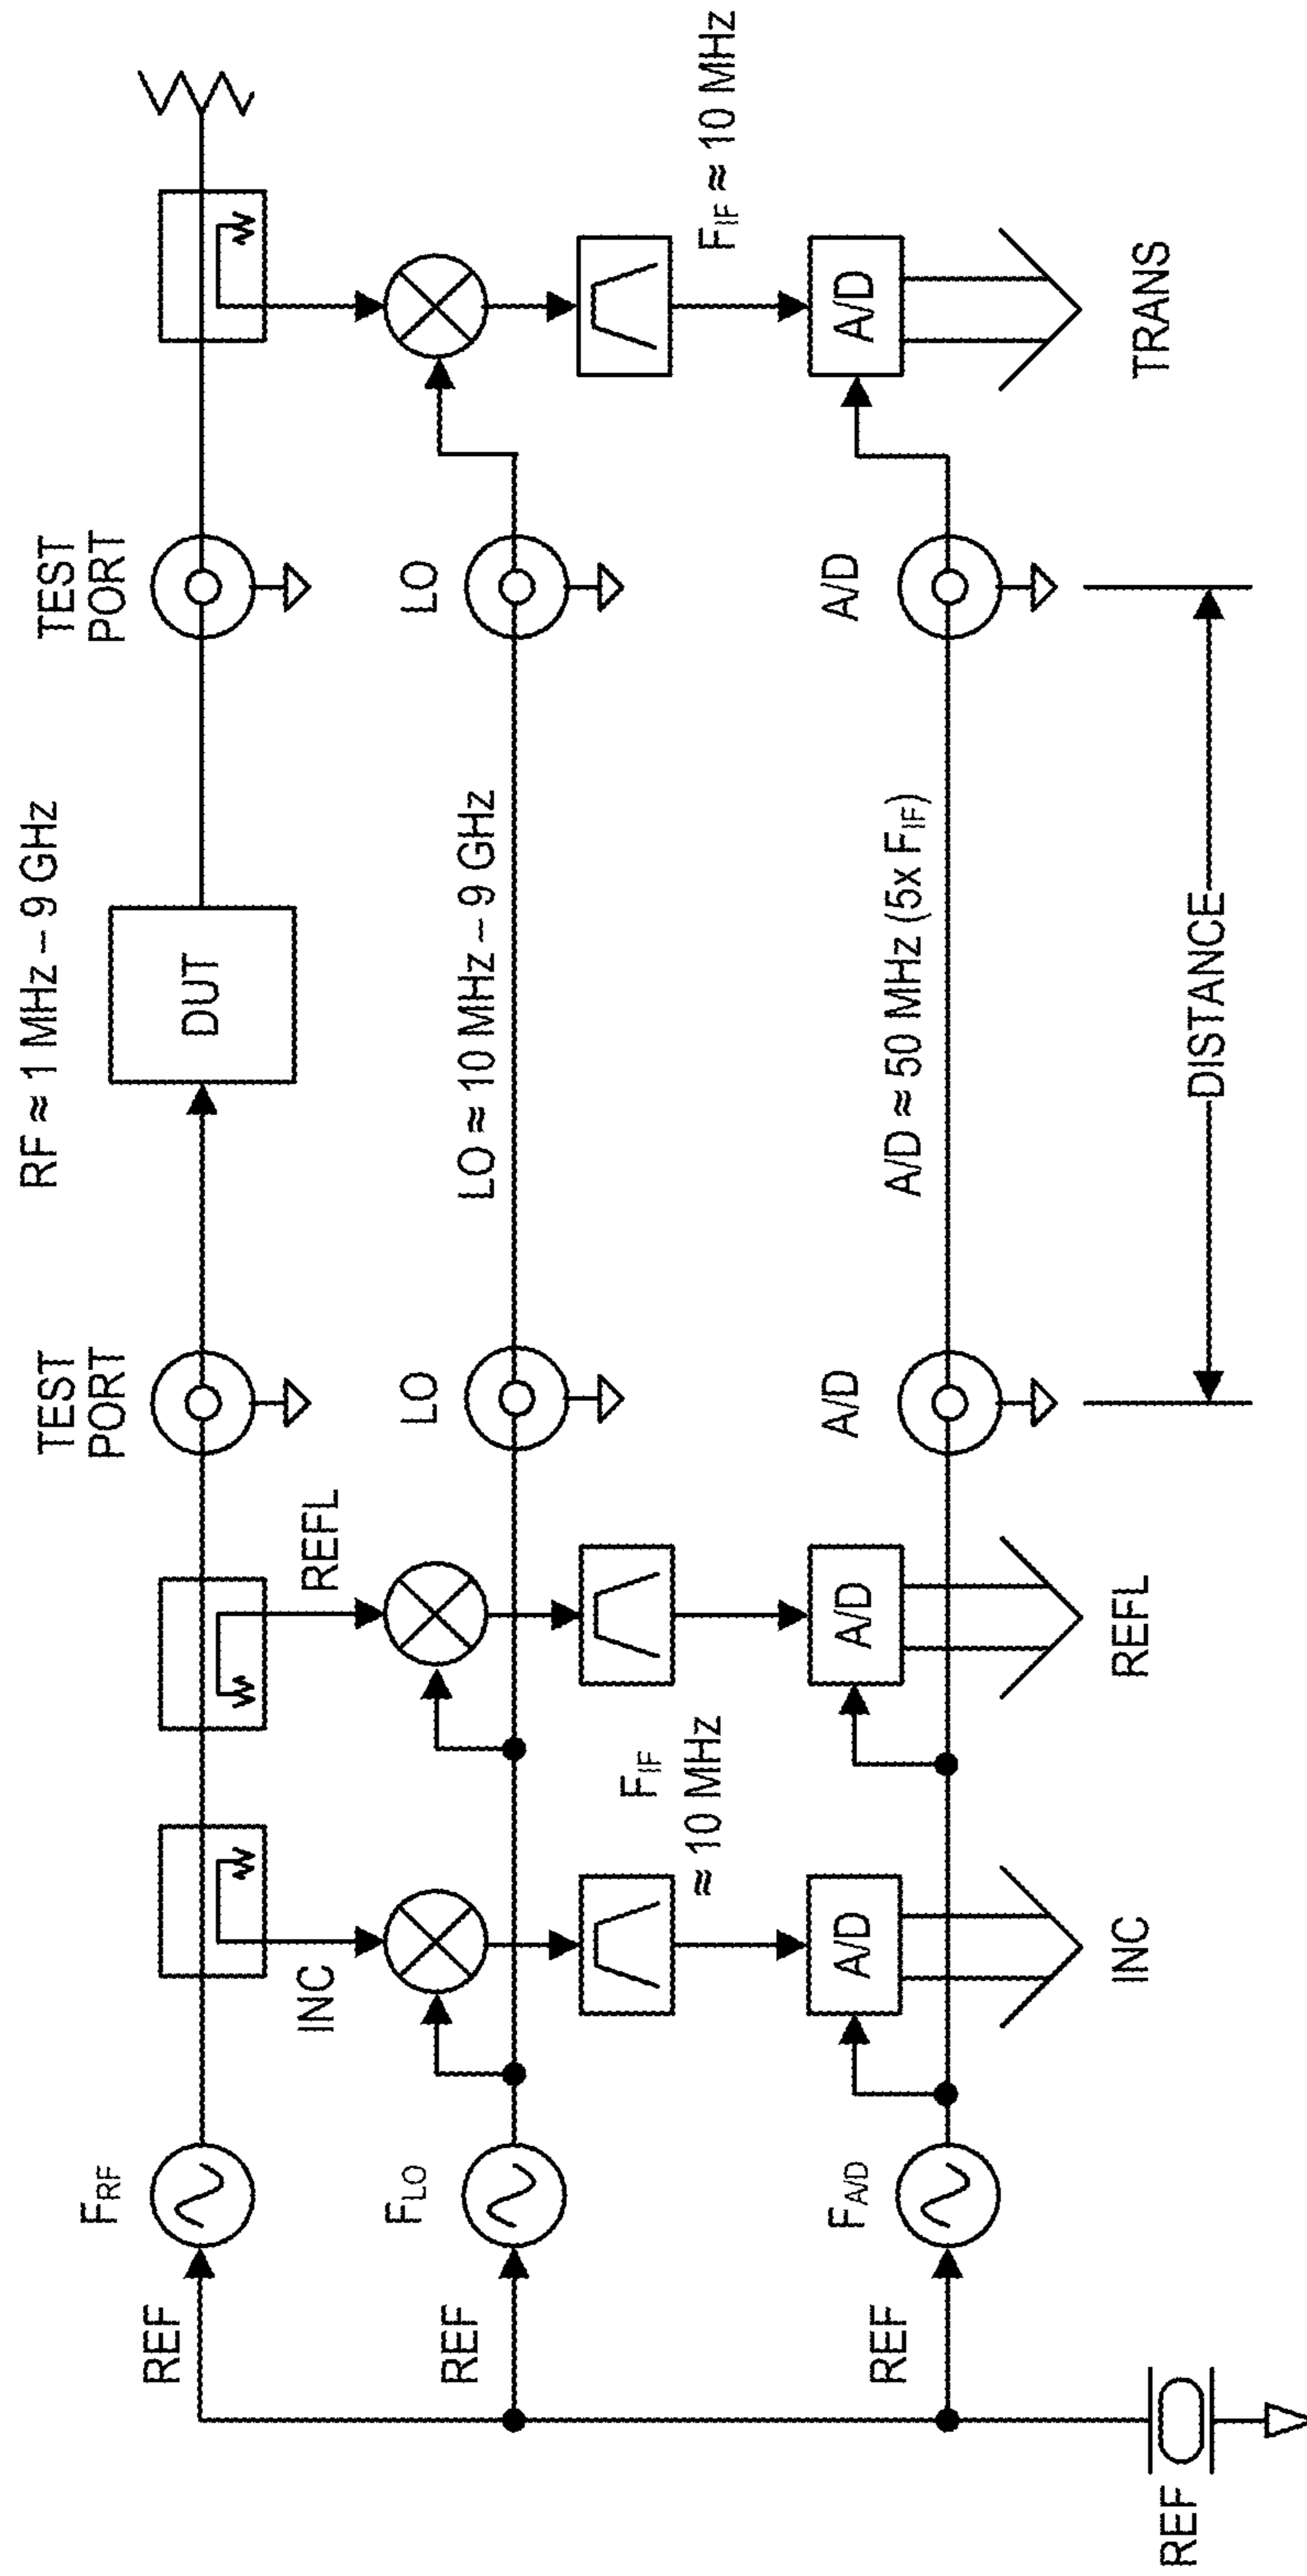 RF ≈ 1 MHz – 9 GHz
TEST
PORT
TEST
PORT
F_RF
REF
DUT
INC
REFL
F_LO
REF
LO
LO ≈ 10 MHz – 9 GHz
LO
F_IF
≈ 10 MHz
F_IF ≈ 10 MHz
F_A/D
REF
A/D
A/D
A/D
A/D ≈ 50 MHz (5x F_IF)
A/D
A/D
INC
REFL
DISTANCE
TRANS
REF